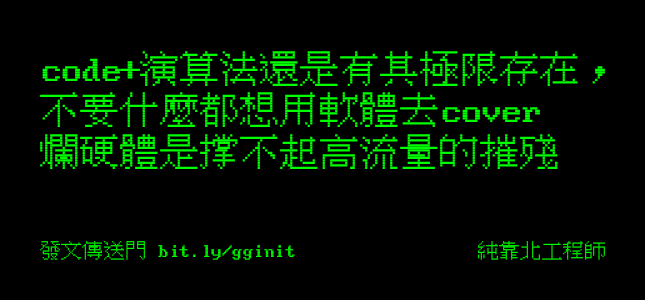 code+演算法還是有其極限存在，
不要什麼都想用軟體去cover
爛硬體是撐不起高流量的摧殘
發文傳送門 bit.ly/gginit
純靠北工程師